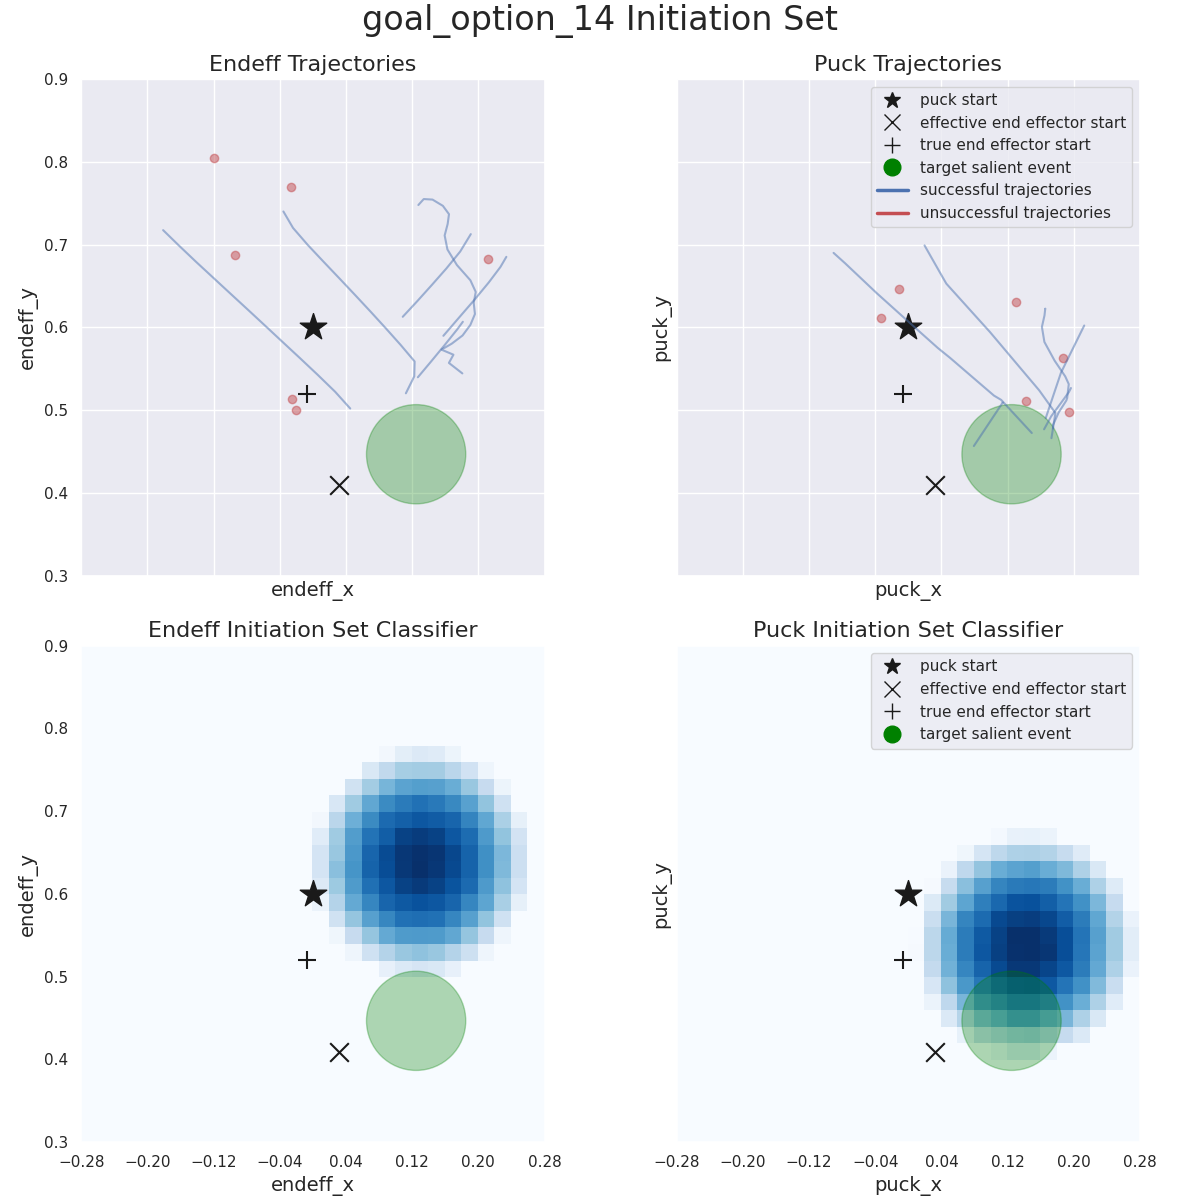 goal_option_14 Initiation Set
Endeff Trajectories
0.9
0.8
0.7
0.6
0.5
0.4
0.3
endeff_y
endeff_x
Puck Trajectories
puck start
effective end effector start
true end effector start
target salient event
successful trajectories
unsuccessful trajectories
puck_y
puck_x
Endeff Initiation Set Classifier
0.9
0.8
0.7
0.6
0.5
0.4
0.3
endeff_y
−0.28 −0.20 −0.12 −0.04 0.04 0.12 0.20 0.28
endeff_x
Puck Initiation Set Classifier
puck start
effective end effector start
true end effector start
target salient event
puck_y
−0.28 −0.20 −0.12 −0.04 0.04 0.12 0.20 0.28
puck_x